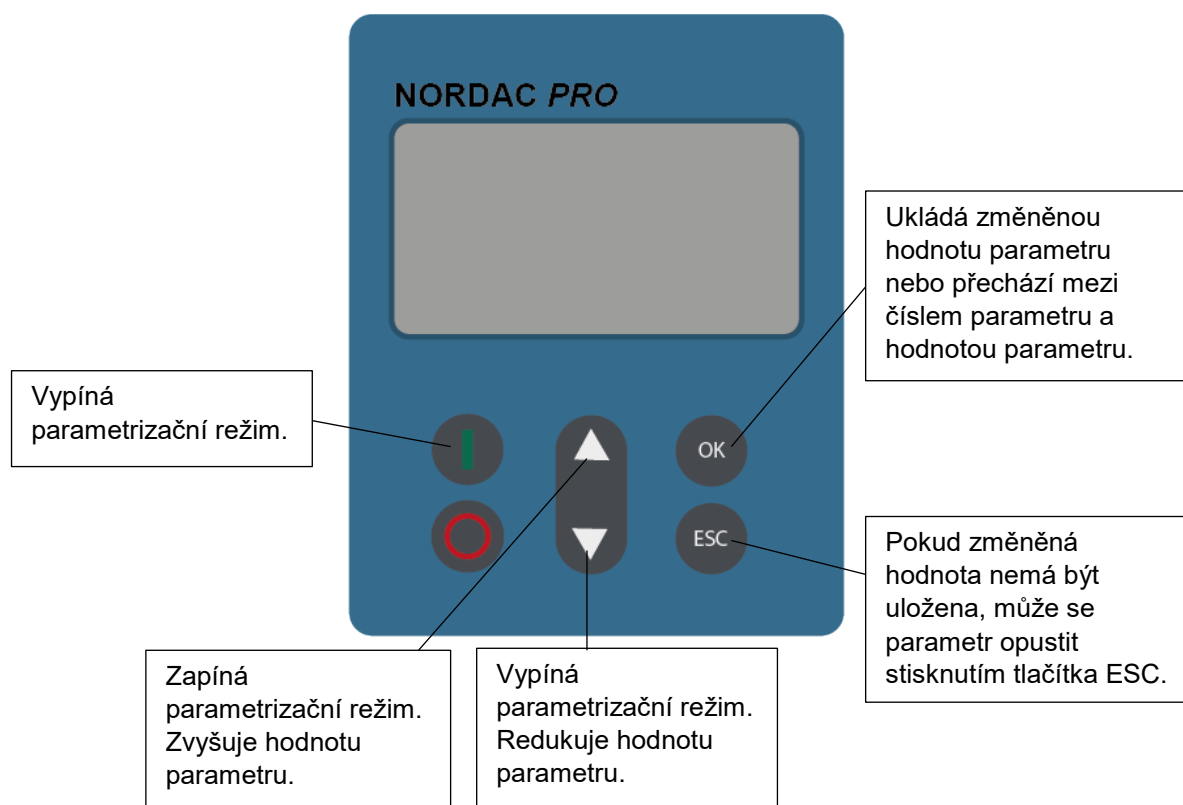 NORDAC PRO
Ukládá změněnou
hodnotu parametru
nebo přechází mezi
číslem parametru a
hodnotou parametru.
Vypíná
parametrizační režim.
OK
ESC
Pokud změněná
hodnota nemá být
uložena, může se
parametr opustit
stisknutím tlačítka ESC.
Zapíná
parametrizační režim.
Zvyšuje hodnotu
parametru.
Vypíná
parametrizační režim.
Redukuje hodnotu
parametru.